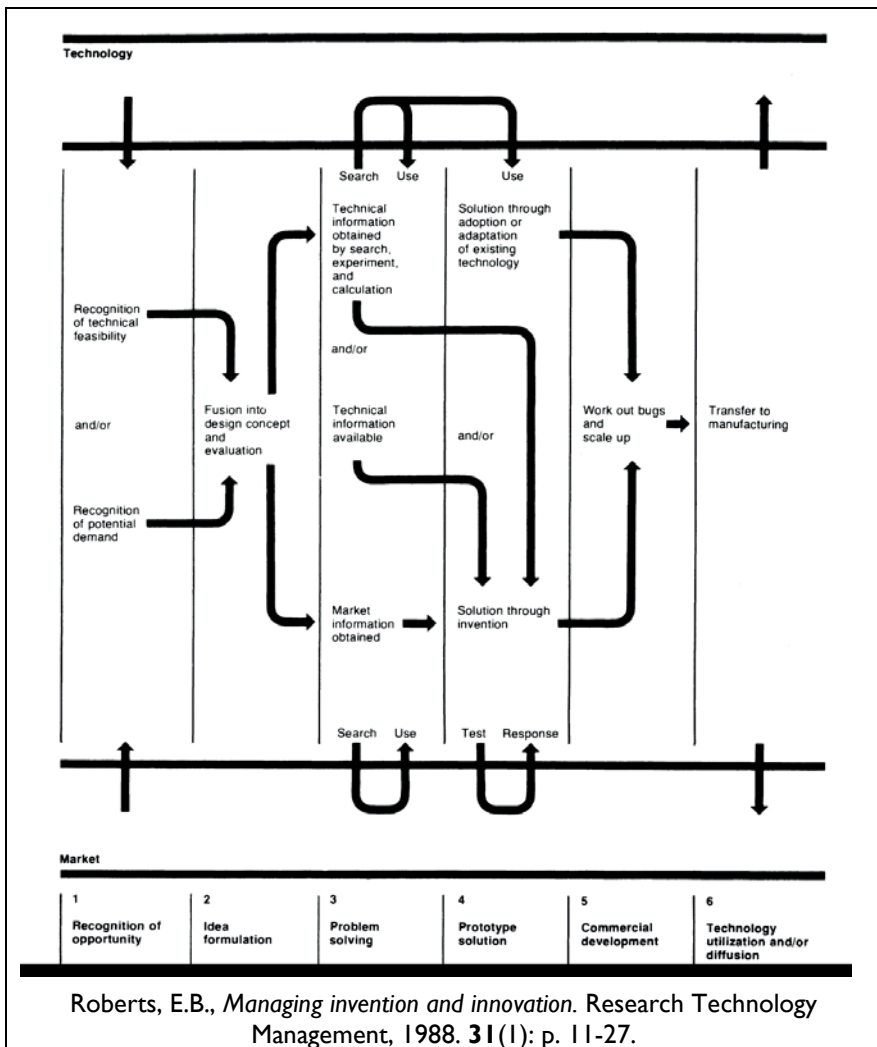 Technology
Search
Use
Use
Technical
information
obtained
by search,
experiment,
and
calculation
Solution through
adoption or
adaptation
of existing
technology
Recognition
of technical
feasibility
and/or
and/or
Fusion into
design concept
and
evaluation
Technical
information
available
and/or
Work out bugs
and
scale up
Transfer to
manufacturing
Recognition
of potential
demand
Market
information
obtained
Solution through
invention
Search
Use
Test
Response
Market
1
Recognition of
opportunity
2
Idea
formulation
3
Problem
solving
4
Prototype
solution
5
Commercial
development
6
Technology
utilization and/or
diffusion
Roberts, E.B., Managing invention and innovation. Research Technology
Management, 1988. 31(1): p. 11-27.